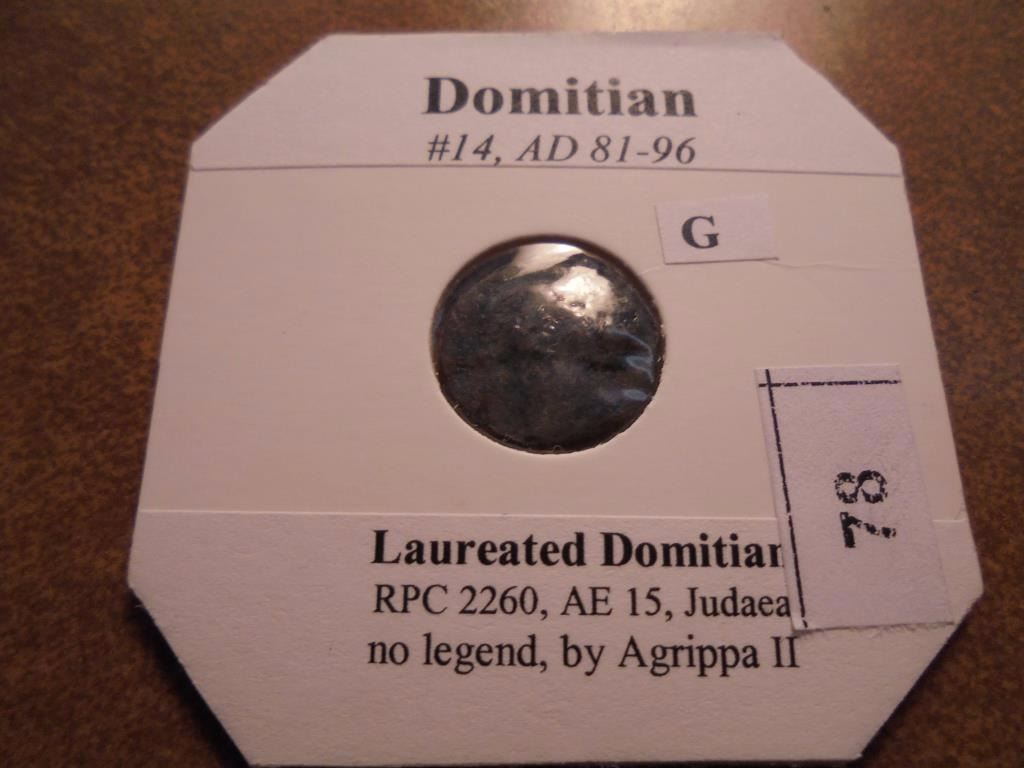 Domitian
#14, AD 81-96
G
78
Laureated Domitian
RPC 2260, AE 15, Judaea
no legend, by Agrippa II